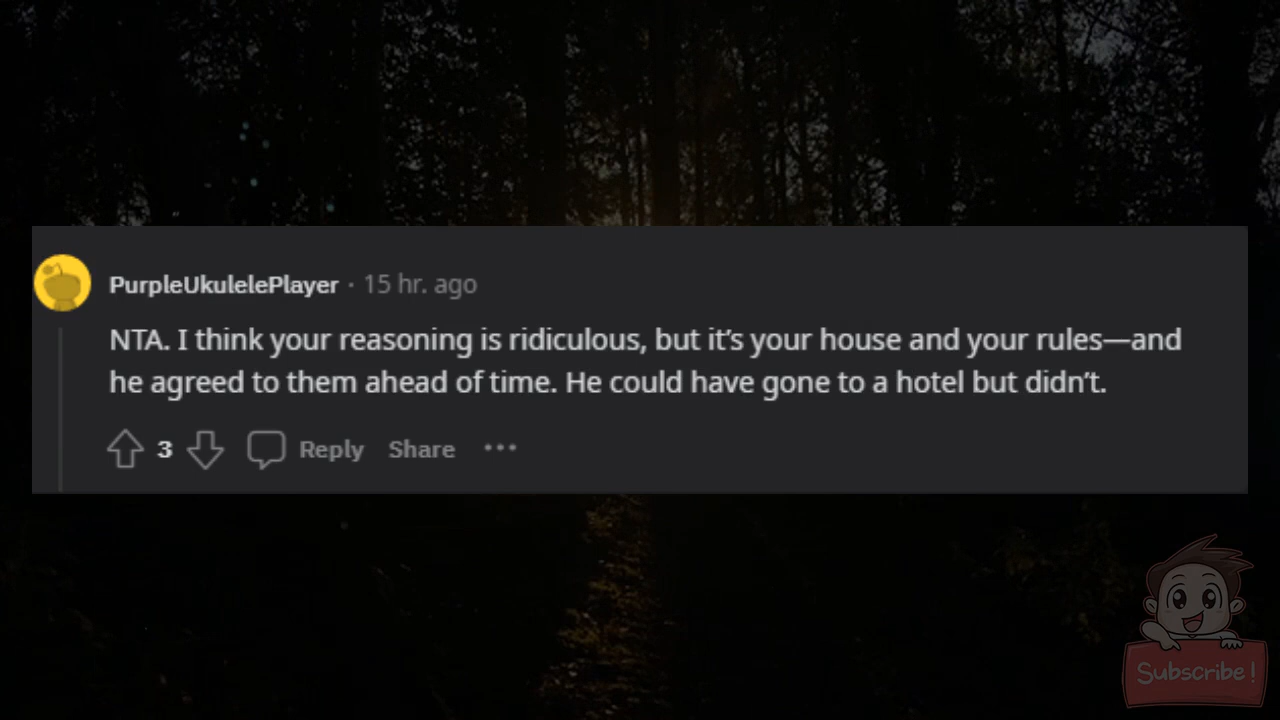 PurpleUkulelePlayer · 15 hr. ago
NTA. I think your reasoning is ridiculous, but it’s your house and your rules—and
he agreed to them ahead of time. He could have gone to a hotel but didn’t.
3 Reply Share ···
Subscribe!